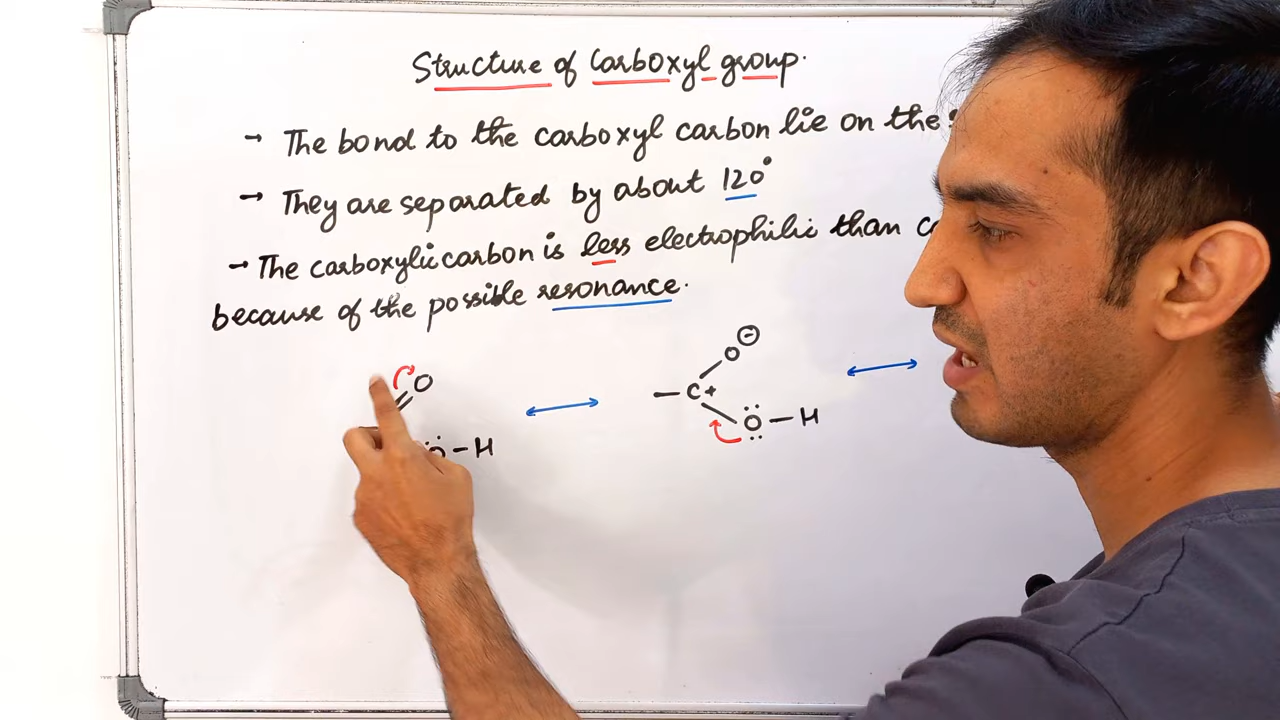 Structure of Carboxyl group.
→ The bond to the carboxyl carbon lie on the
→ They are separated by about 120°
→ The carboxylic carbon is less electrophilic than
because of the possible resonance.
O
O⊖
— C+
Ö — H
Ö — H